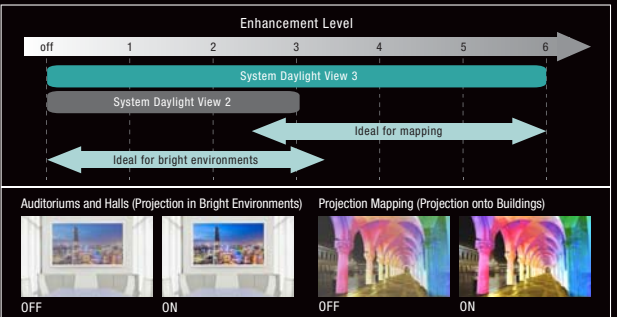 Enhancement Level
off 1 2 3 4 5 6
System Daylight View 3
System Daylight View 2
Ideal for mapping
Ideal for bright environments
Auditoriums and Halls (Projection in Bright Environments) Projection Mapping (Projection onto Buildings)
OFF ON OFF ON